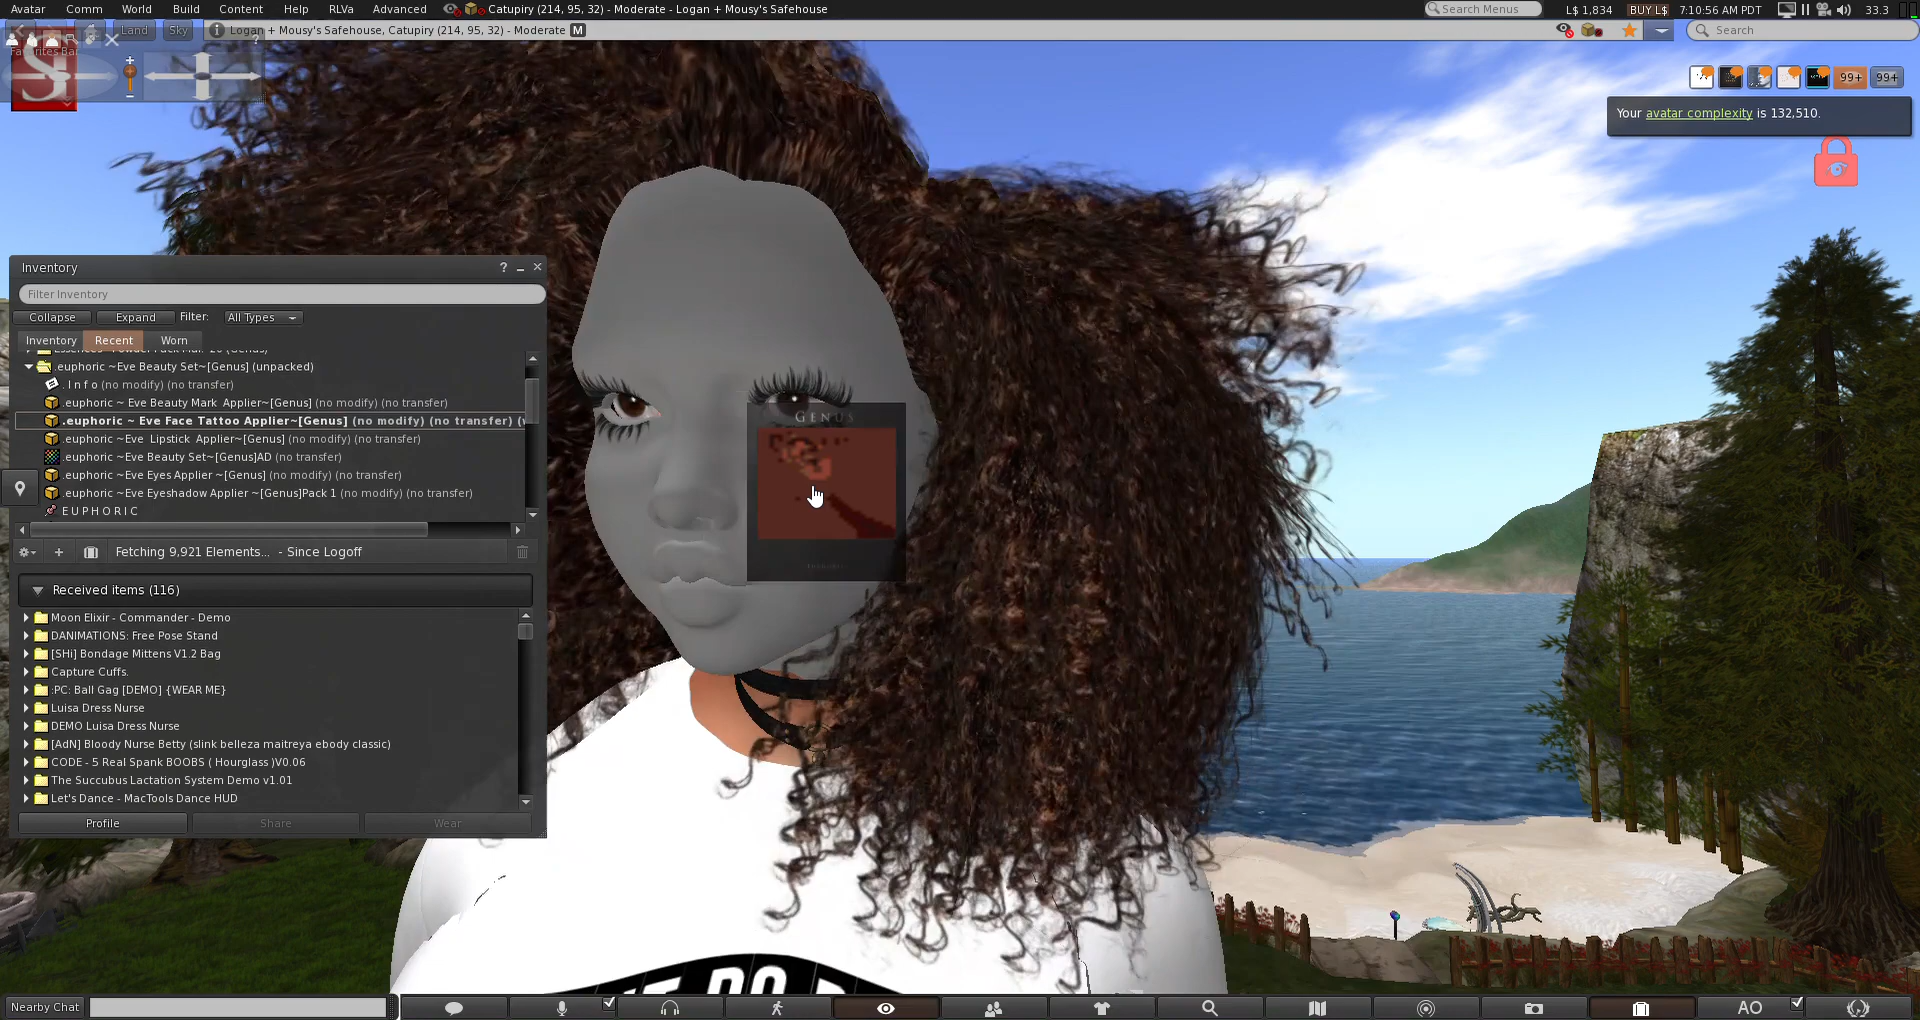 Avatar Comm World Build Content Help RLVa Advanced Catupiry (214, 95, 32) - Moderate - Logan + Mousy's Safehouse Search Menus L$ 1,834 BUY L$ 7:10:56 AM PDT 33.3
Land Sky Logan + Mousy's Safehouse, Catupiry (214, 95, 32) - Moderate M Search
Favorites Bar
99+ 99+
Your avatar complexity is 132,510.
Inventory ? _ ×
Filter Inventory
Collapse Expand Filter: All Types
Inventory Recent Worn
.euphoric ~Eve Beauty Set~[Genus] (unpacked)
. I n f o (no modify) (no transfer)
.euphoric ~ Eve Beauty Mark Applier~[Genus] (no modify) (no transfer)
.euphoric ~ Eve Face Tattoo Applier~[Genus] (no modify) (no transfer) (
.euphoric ~Eve Lipstick Applier~[Genus] (no modify) (no transfer)
.euphoric ~Eve Beauty Set~[Genus]AD (no transfer)
.euphoric ~Eve Eyes Applier ~[Genus] (no modify) (no transfer)
.euphoric ~Eve Eyeshadow Applier ~[Genus]Pack 1 (no modify) (no transfer)
E U P H O R I C
Fetching 9,921 Elements... - Since Logoff
Received items (116)
Moon Elixir - Commander - Demo
DANIMATIONS: Free Pose Stand
[SHi] Bondage Mittens V1.2 Bag
Capture Cuffs.
:PC: Ball Gag [DEMO] {WEAR ME}
Luisa Dress Nurse
DEMO Luisa Dress Nurse
[AdN] Bloody Nurse Betty (slink belleza maitreya ebody classic)
CODE - 5 Real Spank BOOBS ( Hourglass )V0.06
The Succubus Lactation System Demo v1.01
Let's Dance - MacTools Dance HUD
Profile Share Wear
GENUS
Nearby Chat AO